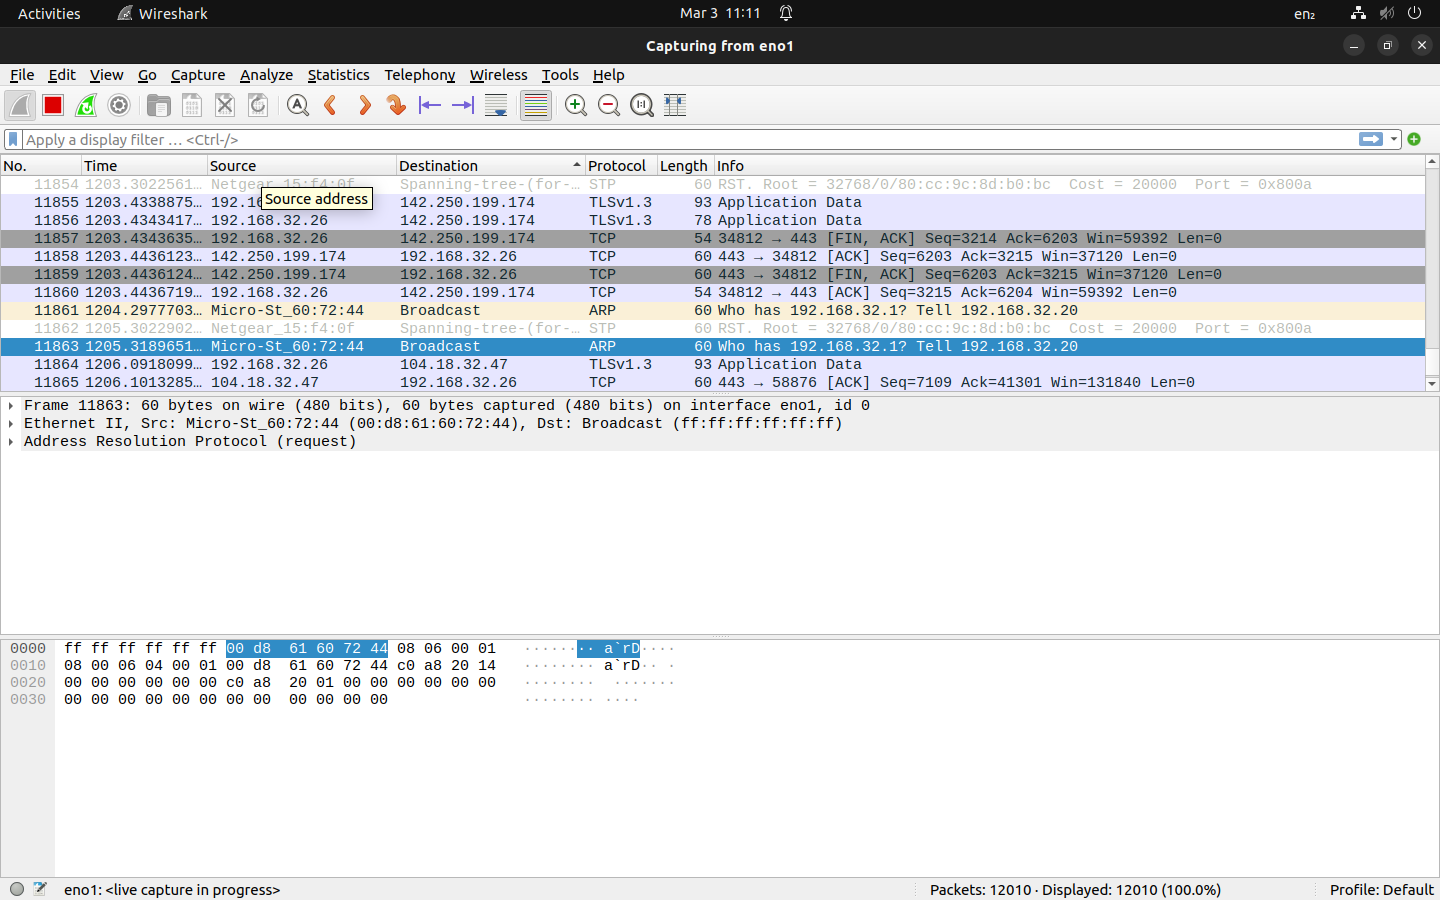 Activities Wireshark Mar 3 11:11 en₂
Capturing from eno1
File Edit View Go Capture Analyze Statistics Telephony Wireless Tools Help
Apply a display filter … <Ctrl-/>
No. Time Source Destination Protocol Length Info
11854 1203.3022561… Netgear_15:f4:0f Spanning-tree-(for-… STP 60 RST. Root = 32768/0/80:cc:9c:8d:b0:bc Cost = 20000 Port = 0x800a
11855 1203.4338875… 192.16 142.250.199.174 TLSv1.3 93 Application Data
Source address
11856 1203.4343417… 192.168.32.26 142.250.199.174 TLSv1.3 78 Application Data
11857 1203.4343635… 192.168.32.26 142.250.199.174 TCP 54 34812 → 443 [FIN, ACK] Seq=3214 Ack=6203 Win=59392 Len=0
11858 1203.4436123… 142.250.199.174 192.168.32.26 TCP 60 443 → 34812 [ACK] Seq=6203 Ack=3215 Win=37120 Len=0
11859 1203.4436124… 142.250.199.174 192.168.32.26 TCP 60 443 → 34812 [FIN, ACK] Seq=6203 Ack=3215 Win=37120 Len=0
11860 1203.4436719… 192.168.32.26 142.250.199.174 TCP 54 34812 → 443 [ACK] Seq=3215 Ack=6204 Win=59392 Len=0
11861 1204.2977703… Micro-St_60:72:44 Broadcast ARP 60 Who has 192.168.32.1? Tell 192.168.32.20
11862 1205.3022902… Netgear_15:f4:0f Spanning-tree-(for-… STP 60 RST. Root = 32768/0/80:cc:9c:8d:b0:bc Cost = 20000 Port = 0x800a
11863 1205.3189651… Micro-St_60:72:44 Broadcast ARP 60 Who has 192.168.32.1? Tell 192.168.32.20
11864 1206.0918099… 192.168.32.26 104.18.32.47 TLSv1.3 93 Application Data
11865 1206.1013285… 104.18.32.47 192.168.32.26 TCP 60 443 → 58876 [ACK] Seq=7109 Ack=41301 Win=131840 Len=0
Frame 11863: 60 bytes on wire (480 bits), 60 bytes captured (480 bits) on interface eno1, id 0
Ethernet II, Src: Micro-St_60:72:44 (00:d8:61:60:72:44), Dst: Broadcast (ff:ff:ff:ff:ff:ff)
Address Resolution Protocol (request)
0000 ff ff ff ff ff ff 00 d8 61 60 72 44 08 06 00 01 ········ a`rD····
0010 08 00 06 04 00 01 00 d8 61 60 72 44 c0 a8 20 14 ········ a`rD·· ·
0020 00 00 00 00 00 00 c0 a8 20 01 00 00 00 00 00 00 ········ ·······
0030 00 00 00 00 00 00 00 00 00 00 00 00 ········ ····
eno1: <live capture in progress> Packets: 12010 · Displayed: 12010 (100.0%) Profile: Default